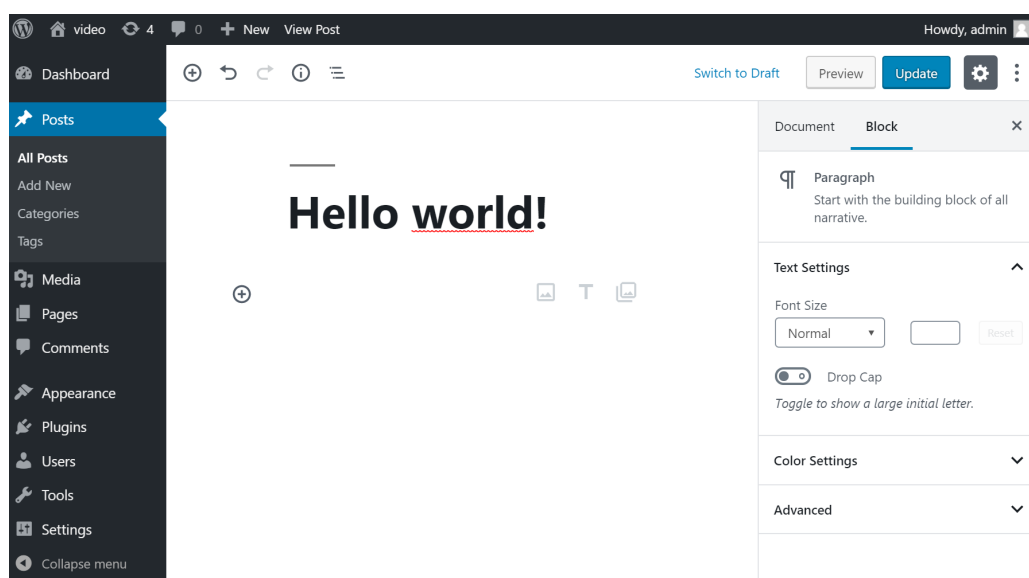 video 4 0 New View Post Howdy, admin
Dashboard
Switch to Draft Preview Update
Posts
All Posts
Add New
Categories
Tags
Media
Pages
Comments
Appearance
Plugins
Users
Tools
Settings
Collapse menu
Hello world!
Document Block
Paragraph
Start with the building block of all
narrative.
Text Settings
Font Size
Normal Reset
Drop Cap
Toggle to show a large initial letter.
Color Settings
Advanced